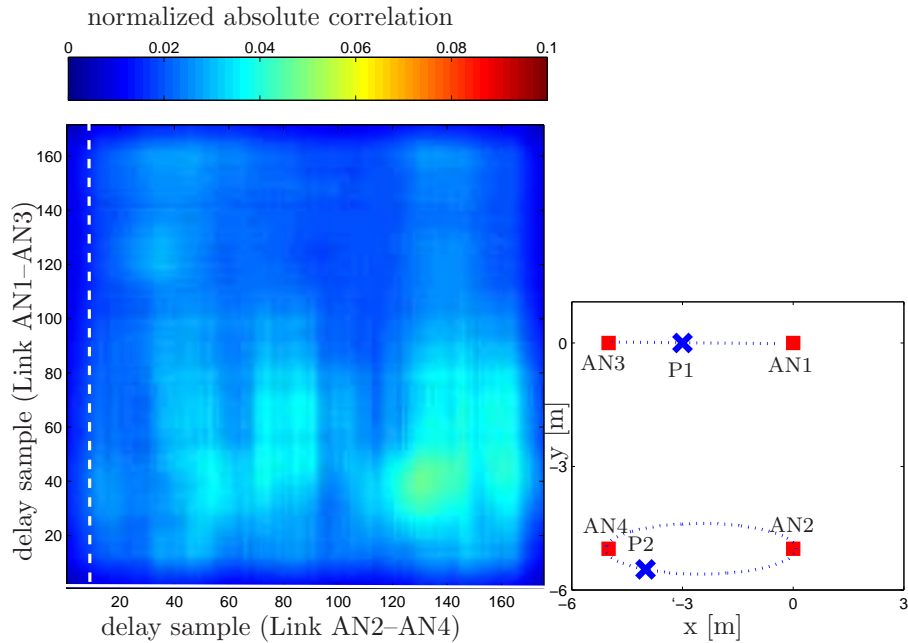 normalized absolute correlation
0 0.02 0.04 0.06 0.08 0.1
delay sample (Link AN1–AN3)
160
140
120
100
80
60
40
20
20 40 60 80 100 120 140 160
delay sample (Link AN2–AN4)
y [m]
0
−3
−6
AN3 P1 AN1
AN4 P2 AN2
−6 −3 0 3
x [m]